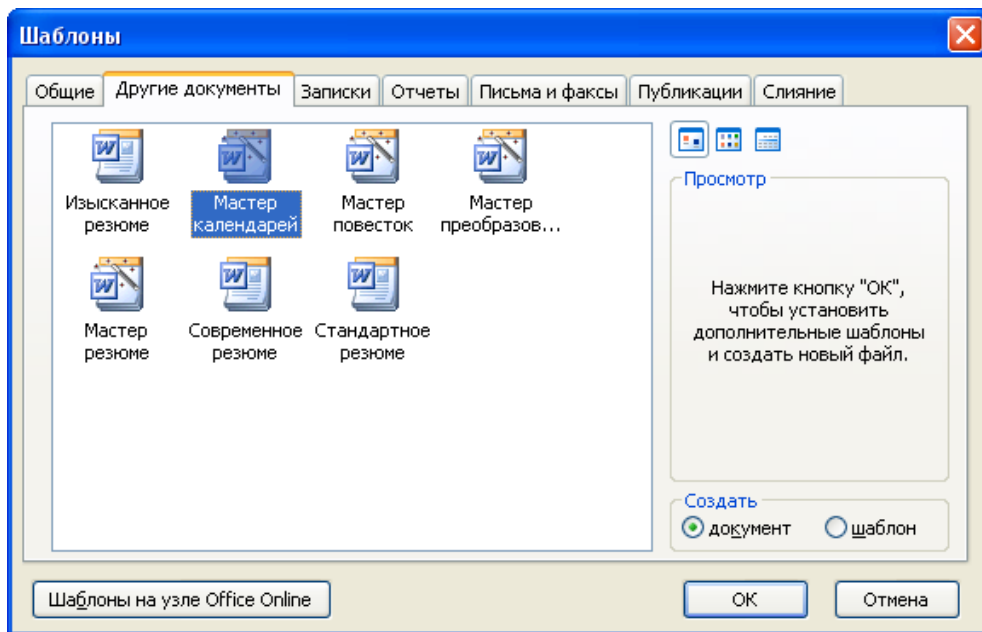 Шаблоны
Общие Другие документы Записки Отчеты Письма и факсы Публикации Слияние
Изысканное резюме
Мастер календарей
Мастер повесток
Мастер преобразов...
Мастер резюме
Современное резюме
Стандартное резюме
Просмотр
Нажмите кнопку "ОК",
чтобы установить
дополнительные шаблоны
и создать новый файл.
Создать
документ шаблон
Шаблоны на узле Office Online ОК Отмена